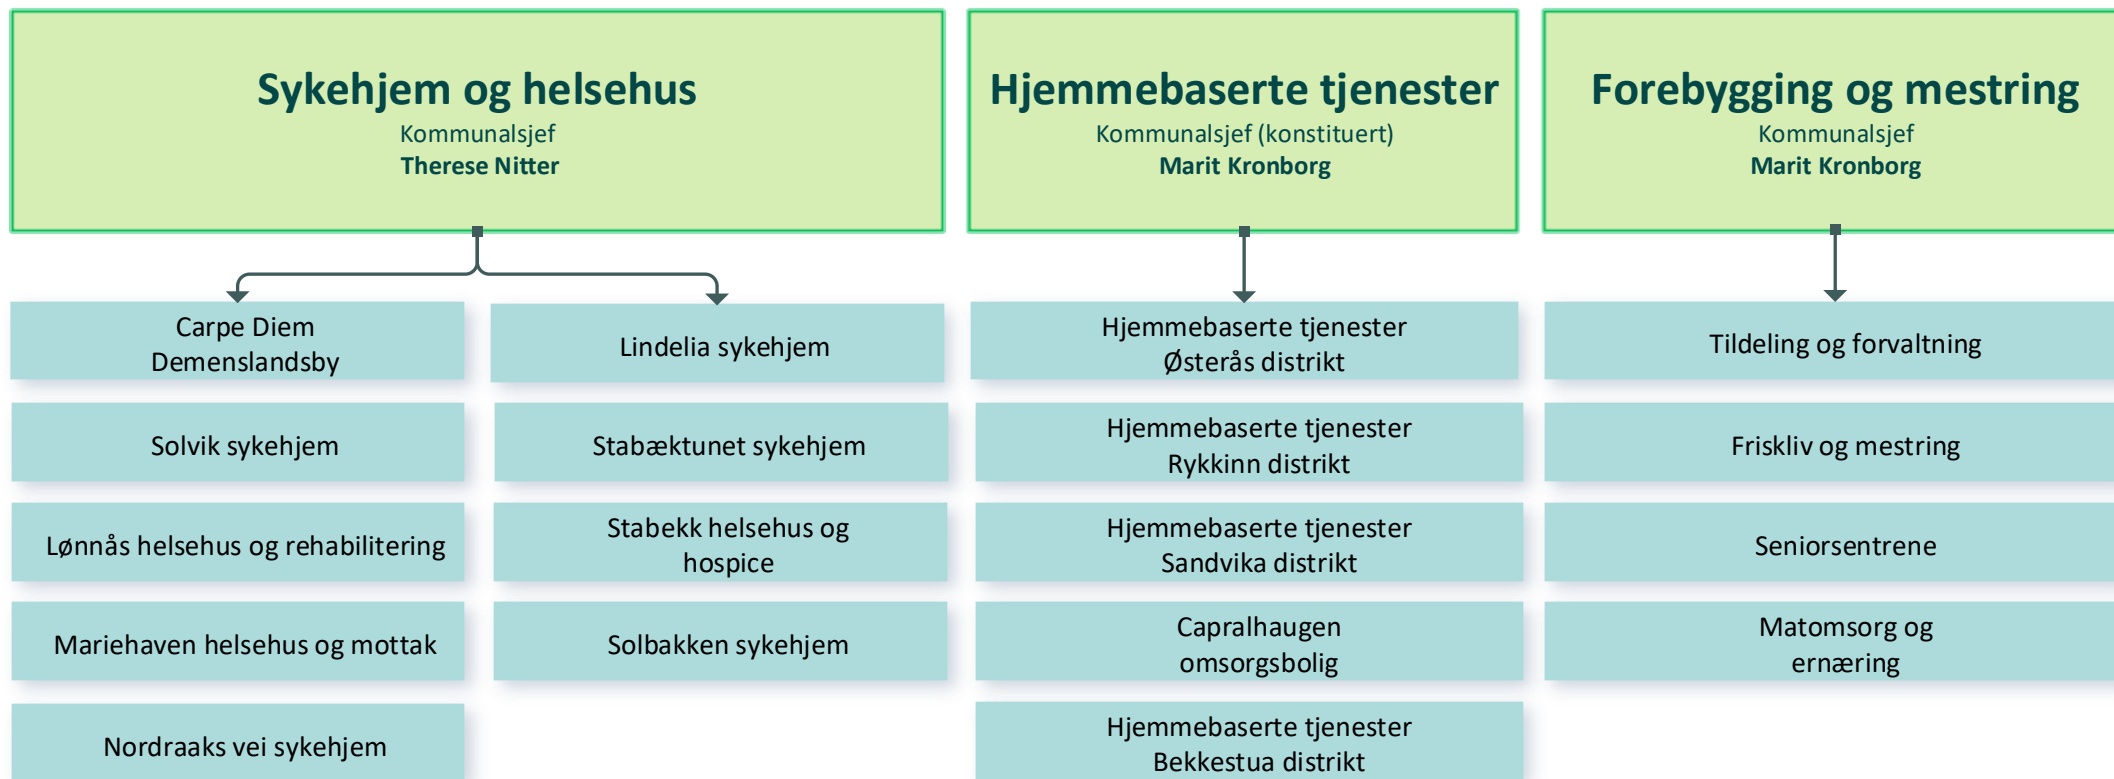 Sykehjem og helsehus
Kommunalsjef
Therese Nitter
Hjemmebaserte tjenester
Kommunalsjef (konstituert)
Marit Kronborg
Forebygging og mestring
Kommunalsjef
Marit Kronborg
Carpe Diem
Demenslandsby
Solvik sykehjem
Lønnås helsehus og rehabilitering
Mariehaven helsehus og mottak
Nordraaks vei sykehjem
Lindelia sykehjem
Stabæktunet sykehjem
Stabekk helsehus og
hospice
Solbakken sykehjem
Hjemmebaserte tjenester
Østerås distrikt
Hjemmebaserte tjenester
Rykkinn distrikt
Hjemmebaserte tjenester
Sandvika distrikt
Capralhaugen
omsorgsbolig
Hjemmebaserte tjenester
Bekkestua distrikt
Tildeling og forvaltning
Friskliv og mestring
Seniorsentrene
Matomsorg og
ernæring